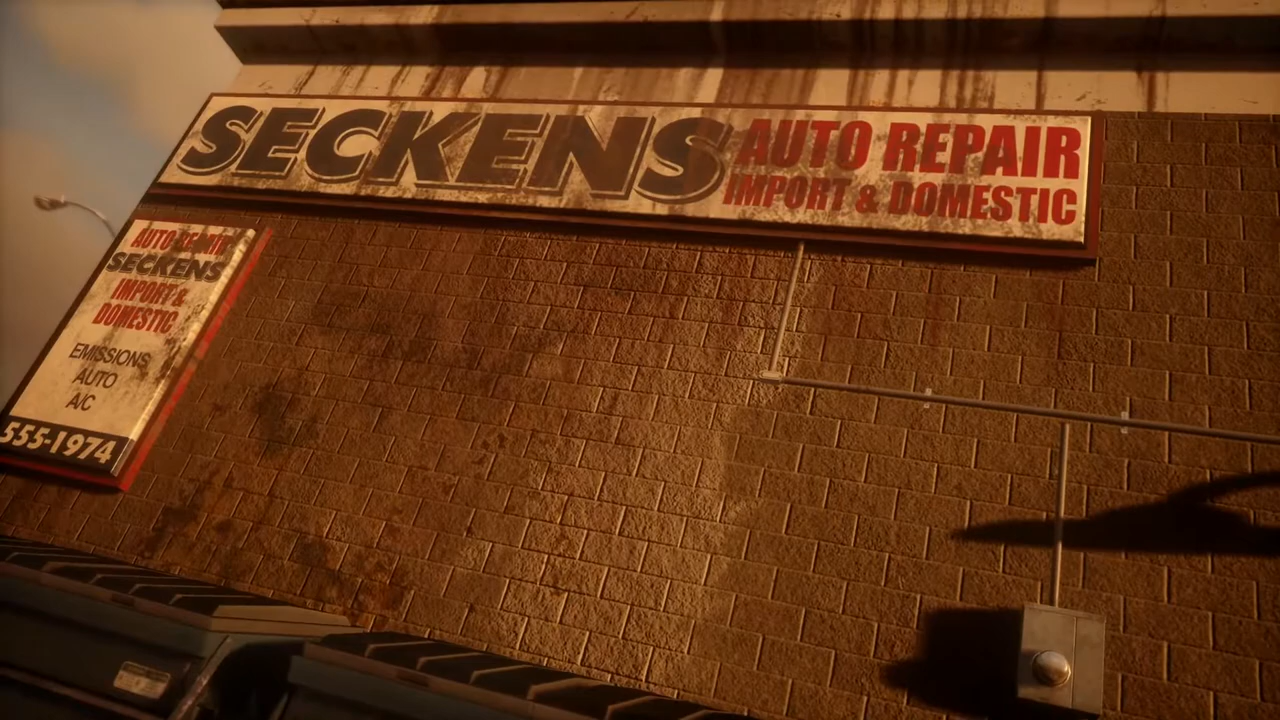 SECKENS
AUTO REPAIR
IMPORT & DOMESTIC
AUTO REPAIR
SECKENS
IMPORT &
DOMESTIC
EMISSIONS
AUTO
A/C
555-1974